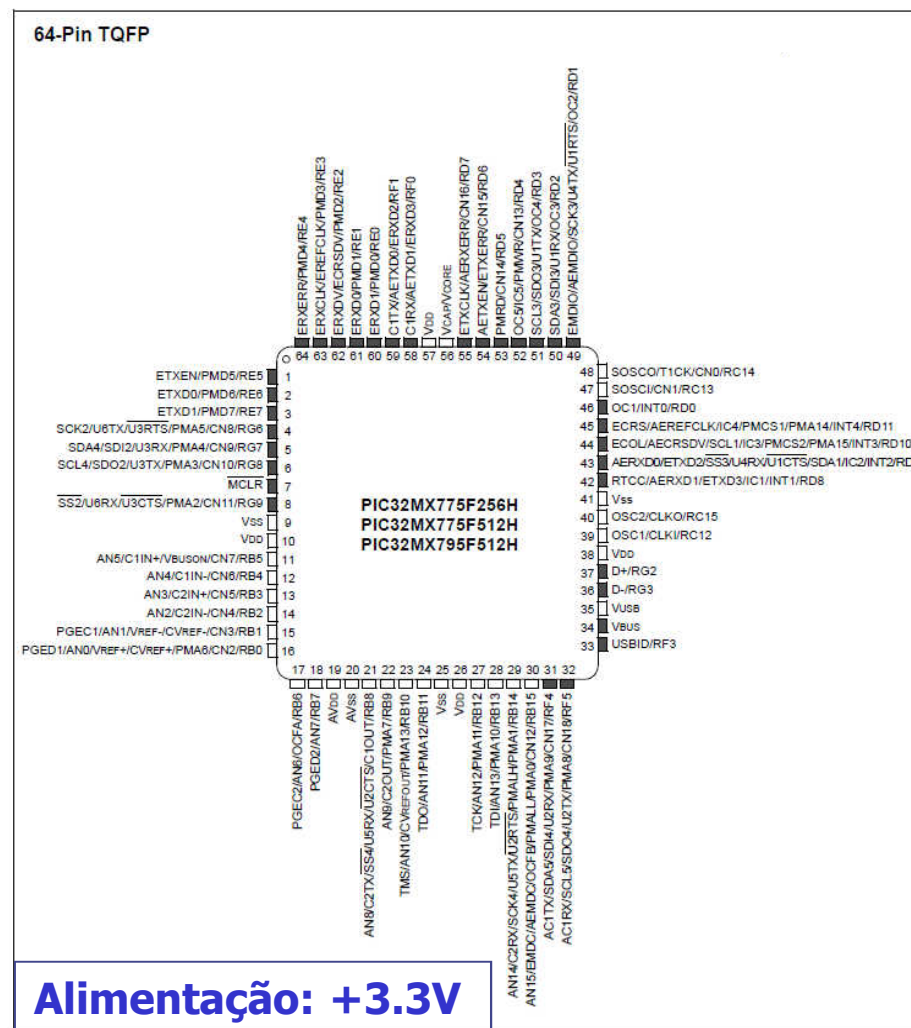 64-Pin TQFP
ERXERR/PMD4/RE4
ERXCLK/EREFCLK/PMD3/RE3
ERXDV/ECRSDV/PMD2/RE2
ERXD0/PMD1/RE1
ERXD1/PMD0/RE0
C1TX/AETXD0/ERXD2/RF1
C1RX/AETXD1/ERXD3/RF0
VDD
VCAP/VCORE
ETXCLK/AERXERR/CN16/RD7
AETXEN/ETXERR/CN15/RD6
PMRD/CN14/RD5
OC5/IC5/PMWR/CN13/RD4
SCL3/SDO3/U1TX/OC4/RD3
SDA3/SDI3/U1RX/OC3/RD2
EMDIO/AEMDIO/SCK3/U4TX/U1RTS/OC2/RD1
64 63 62 61 60 59 58 57 56 55 54 53 52 51 50 49
ETXEN/PMD5/RE5 1
ETXD0/PMD6/RE6 2
ETXD1/PMD7/RE7 3
SCK2/U6TX/U3RTS/PMA5/CN8/RG6 4
SDA4/SDI2/U3RX/PMA4/CN9/RG7 5
SCL4/SDO2/U3TX/PMA3/CN10/RG8 6
MCLR 7
SS2/U6RX/U3CTS/PMA2/CN11/RG9 8
VSS 9
VDD 10
AN5/C1IN+/VBUSON/CN7/RB5 11
AN4/C1IN-/CN6/RB4 12
AN3/C2IN+/CN5/RB3 13
AN2/C2IN-/CN4/RB2 14
PGEC1/AN1/VREF-/CVREF-/CN3/RB1 15
PGED1/AN0/VREF+/CVREF+/PMA6/CN2/RB0 16
PIC32MX775F256H
PIC32MX775F512H
PIC32MX795F512H
48 SOSCO/T1CK/CN0/RC14
47 SOSCI/CN1/RC13
46 OC1/INT0/RD0
45 ECRS/AEREFCLK/IC4/PMCS1/PMA14/INT4/RD11
44 ECOL/AECRSDV/SCL1/IC3/PMCS2/PMA15/INT3/RD10
43 AERXD0/ETXD2/SS3/U4RX/U1CTS/SDA1/IC2/INT2/RD
42 RTCC/AERXD1/ETXD3/IC1/INT1/RD8
41 Vss
40 OSC2/CLKO/RC15
39 OSC1/CLKI/RC12
38 VDD
37 D+/RG2
36 D-/RG3
35 VUSB
34 VBUS
33 USBID/RF3
17 18 19 20 21 22 23 24 25 26 27 28 29 30 31 32
PGEC2/AN6/OCFA/RB6
PGED2/AN7/RB7
AVDD
AVSS
AN8/C2TX/SS4/U5RX/U2CTS/C1OUT/RB8
AN9/C2OUT/PMA7/RB9
TMS/AN10/CVREFOUT/PMA13/RB10
TDO/AN11/PMA12/RB11
VSS
VDD
TCK/AN12/PMA11/RB12
TDI/AN13/PMA10/RB13
AN14/C2RX/SCK4/U5TX/U2RTS/PMALH/PMA1/RB14
AN15/EMDC/AEMDC/OCFB/PMALL/PMA0/CN12/RB15
AC1TX/SDA5/SDI4/U2RX/PMA9/CN17/RF4
AC1RX/SCL5/SDO4/U2TX/PMA8/CN18/RF5
Alimentação: +3.3V